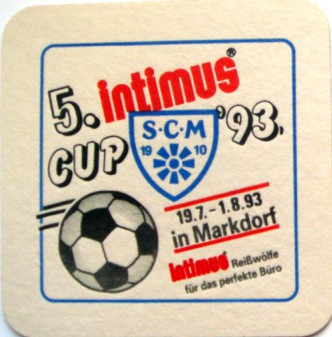 5. intimus®
CUP '93.
S·C·M
19 10
19.7.-1.8.93
in Markdorf
intimus® Reißwölfe
für das perfekte Büro